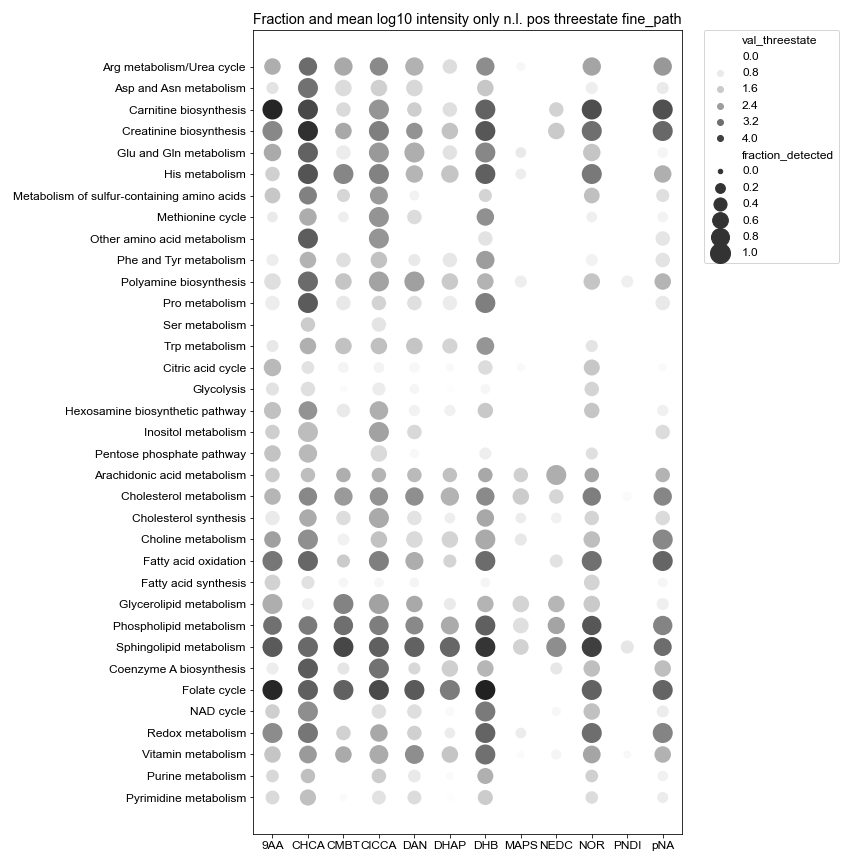 Fraction and mean log10 intensity only n.l. pos threestate fine_path
Arg metabolism/Urea cycle
Asp and Asn metabolism
Carnitine biosynthesis
Creatinine biosynthesis
Glu and Gln metabolism
His metabolism
Metabolism of sulfur-containing amino acids
Methionine cycle
Other amino acid metabolism
Phe and Tyr metabolism
Polyamine biosynthesis
Pro metabolism
Ser metabolism
Trp metabolism
Citric acid cycle
Glycolysis
Hexosamine biosynthetic pathway
Inositol metabolism
Pentose phosphate pathway
Arachidonic acid metabolism
Cholesterol metabolism
Cholesterol synthesis
Choline metabolism
Fatty acid oxidation
Fatty acid synthesis
Glycerolipid metabolism
Phospholipid metabolism
Sphingolipid metabolism
Coenzyme A biosynthesis
Folate cycle
NAD cycle
Redox metabolism
Vitamin metabolism
Purine metabolism
Pyrimidine metabolism
9AA CHCA CMBT CICCA DAN DHAP DHB MAPS NEDC NOR PNDI pNA
val_threestate
0.0
0.8
1.6
2.4
3.2
4.0
fraction_detected
0.0
0.2
0.4
0.6
0.8
1.0